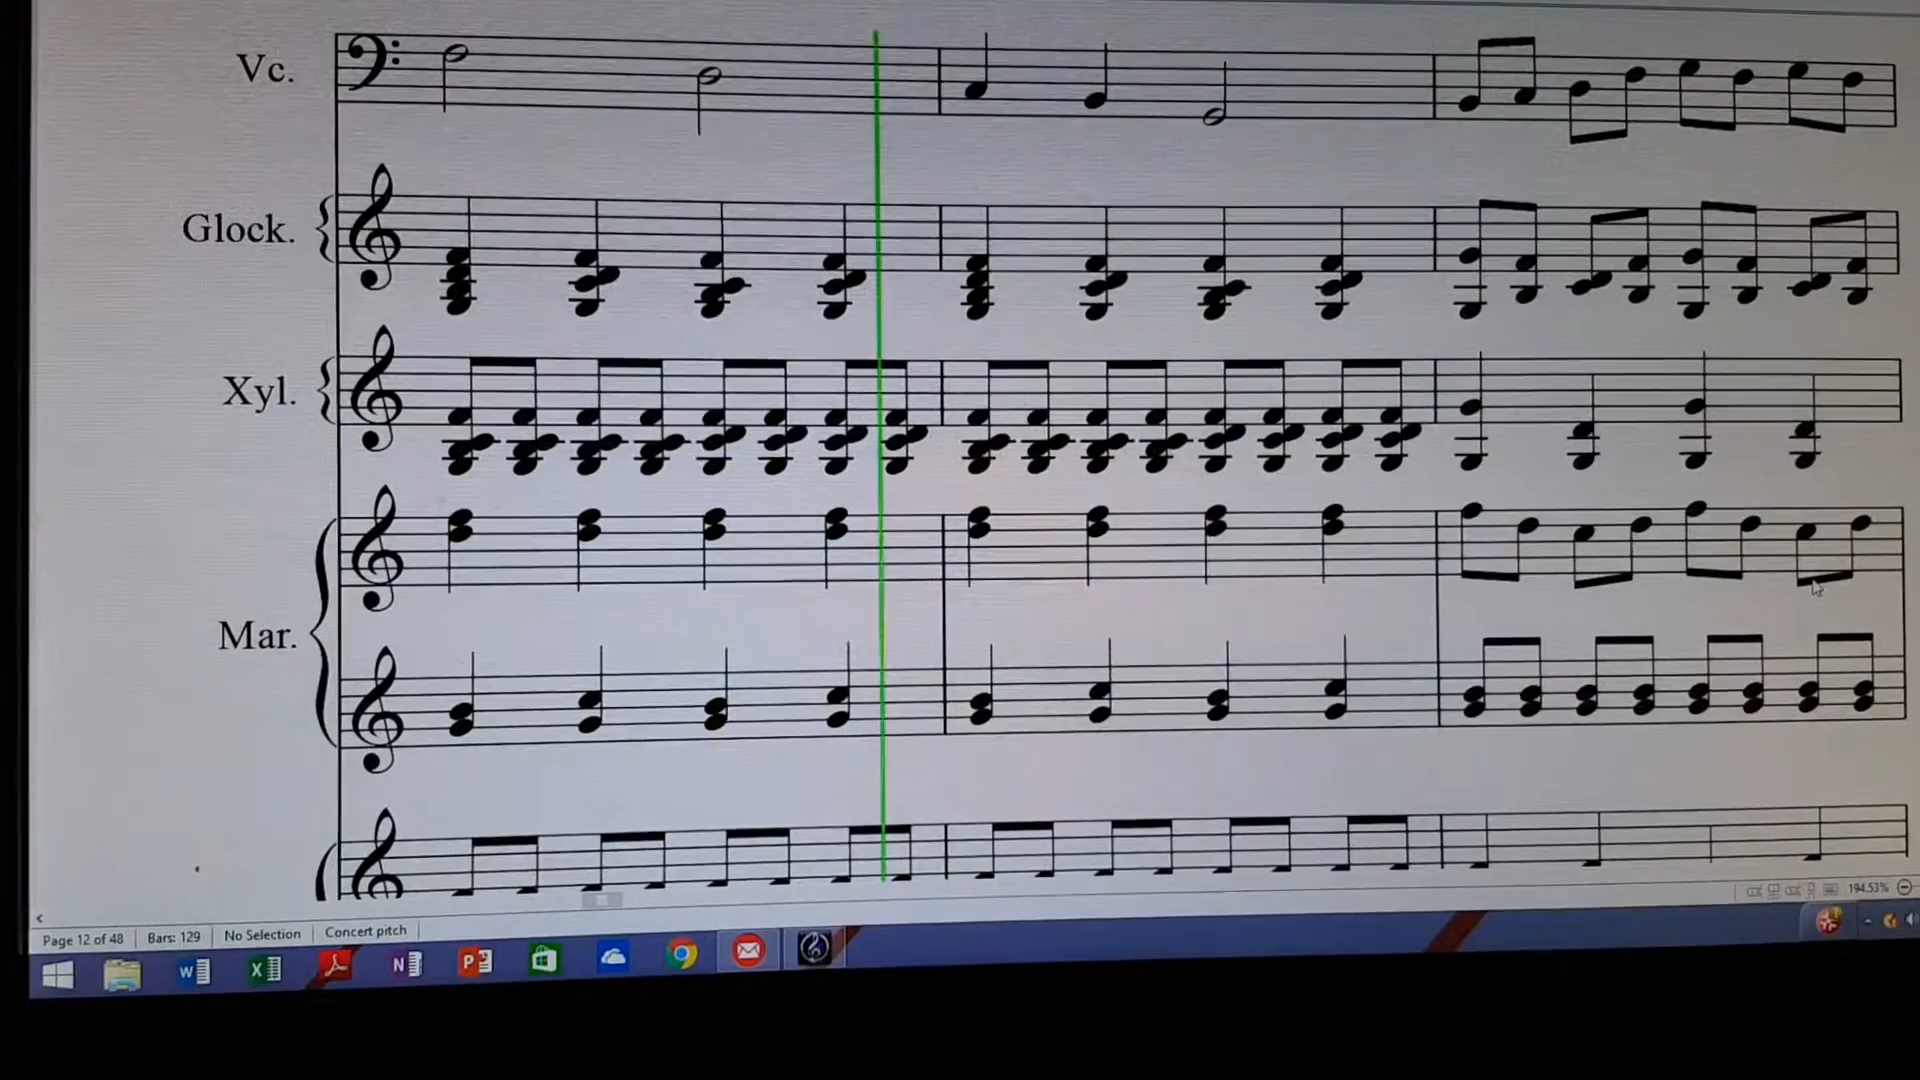 Vc.
Glock.
Xyl.
Mar.
194.53%
Page 12 of 48 Bars: 129 No Selection Concert pitch